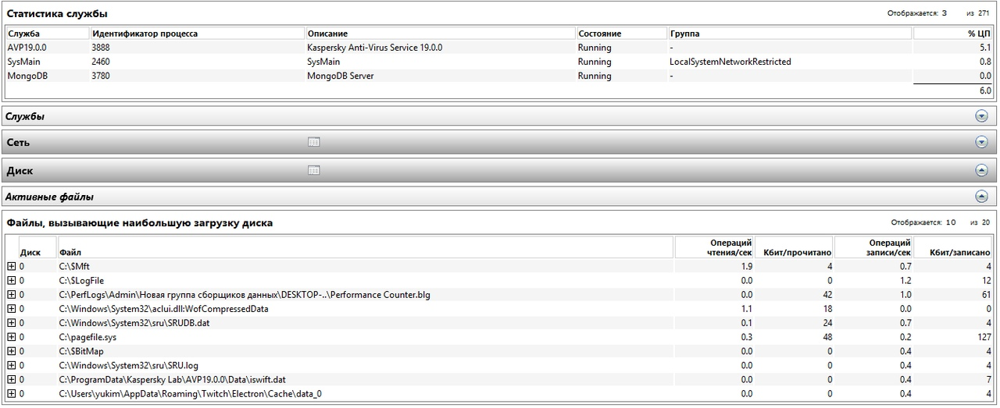 Статистика службы Отображается: 3 из 271
Служба Идентификатор процесса Описание Состояние Группа % ЦП
AVP19.0.0 3888 Kaspersky Anti-Virus Service 19.0.0 Running - 5.1
SysMain 2460 SysMain Running LocalSystemNetworkRestricted 0.8
MongoDB 3780 MongoDB Server Running - 0.0
6.0
Службы
Сеть
Диск
Активные файлы
Файлы, вызывающие наибольшую загрузку диска Отображается: 10 из 20
Диск Файл Операций чтения/сек Кбит/прочитано Операций записи/сек Кбит/записано
0 C:\$Mft 1.9 4 0.7 4
0 C:\$LogFile 0.0 0 1.2 12
0 C:\PerfLogs\Admin\Новая группа сборщиков данных\DESKTOP-..\Performance Counter.blg 0.0 42 1.0 61
0 C:\Windows\System32\aclui.dll:WofCompressedData 1.1 18 0.0 0
0 C:\Windows\System32\sru\SRUDB.dat 0.1 24 0.7 4
0 C:\pagefile.sys 0.3 48 0.2 127
0 C:\$BitMap 0.0 0 0.4 4
0 C:\Windows\System32\sru\SRU.log 0.0 0 0.4 4
0 C:\ProgramData\Kaspersky Lab\AVP19.0.0\Data\iswift.dat 0.0 0 0.4 7
0 C:\Users\yukim\AppData\Roaming\Twitch\Electron\Cache\data_0 0.0 0 0.4 4